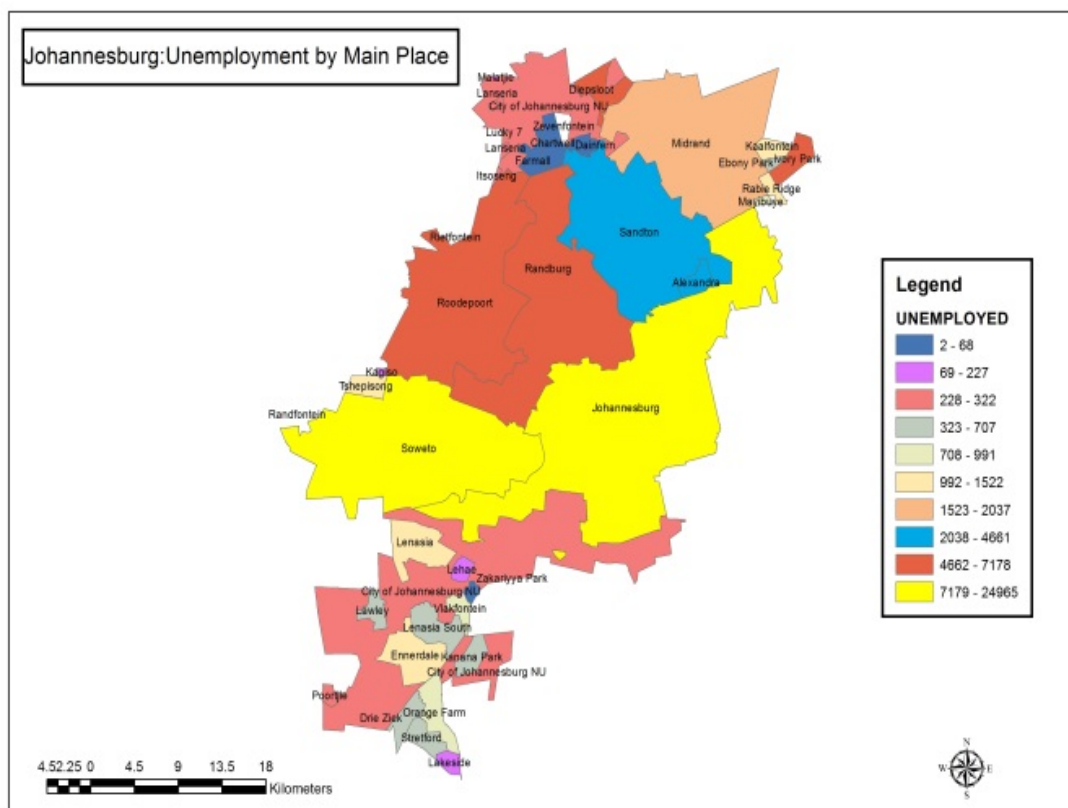 Johannesburg:Unemployment by Main Place
Malatjie
Lanseria
Diepsloot
City of Johannesburg NU
Zevenfontein
Lucky 7
Chartwell
Dainfern
Lanseria
Farmall
Itsoseng
Midrand
Kaalfontein
Ebony Park
Ivory Park
Rabie Ridge
Mayibuye
Rietfontein
Sandton
Randburg
Alexandra
Roodepoort
Kagiso
Tshepisong
Randfontein
Johannesburg
Soweto
Lenasia
Lehae
Zakariyya Park
City of Johannesburg NU
Lawley
Vlakfontein
Lenasia South
Ennerdale
Kanana Park
City of Johannesburg NU
Poortjie
Drie Ziek
Orange Farm
Stretford
Lakeside
Legend
UNEMPLOYED
2 - 68
69 - 227
228 - 322
323 - 707
708 - 991
992 - 1522
1523 - 2037
2038 - 4661
4662 - 7178
7179 - 24965
4.52.25 0 4.5 9 13.5 18
Kilometers
N
W E
S